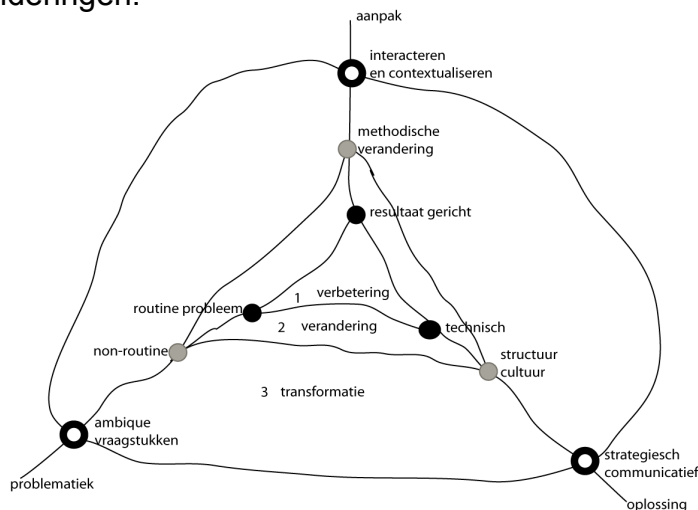 nderingen.
aanpak
interacteren
en contextualiseren
methodische
verandering
resultaat gericht
routine probleem
1 verbetering
2 verandering
technisch
non-routine
structuur
cultuur
3 transformatie
ambique
vraagstukken
strategiesch
communicatief
problematiek
oplossing